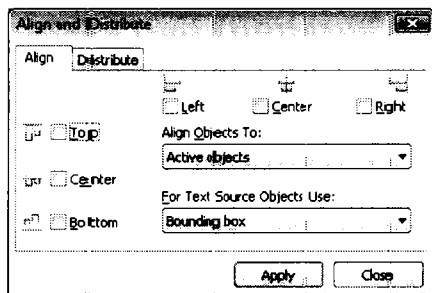 Align and Distribute
Align Distribute
Left Center Right
Top Align Objects To:
Active objects
Center
For Text Source Objects Use:
Bottom Bounding box
Apply Close